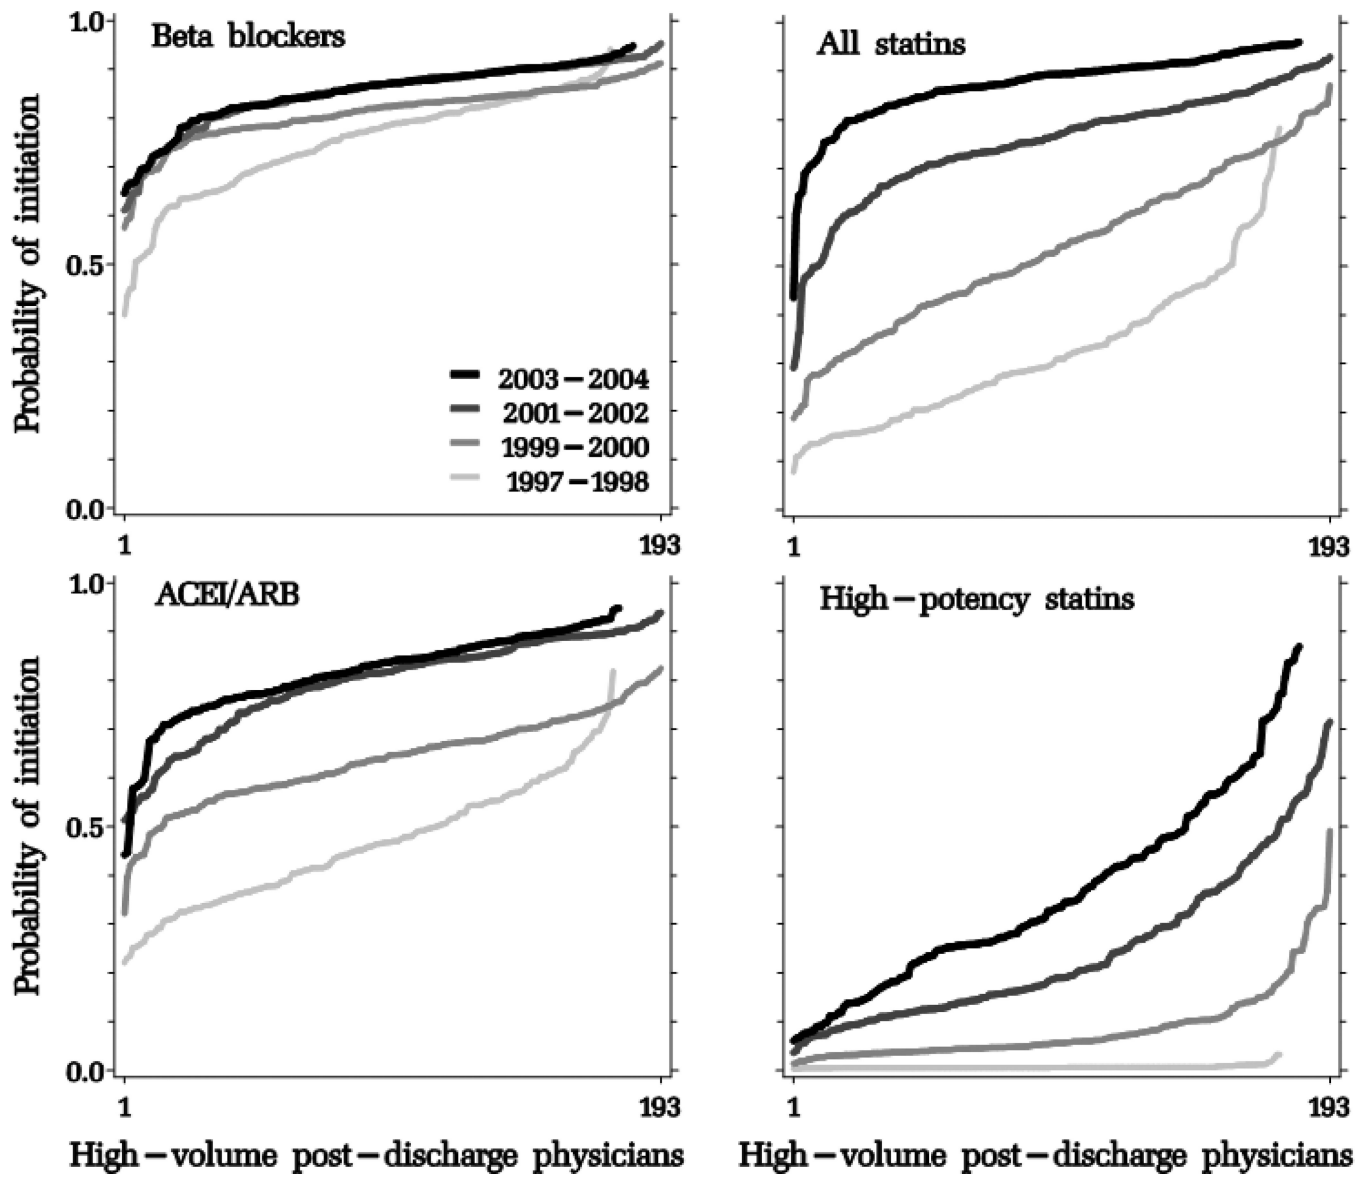 1.0
Beta blockers
0.5
2003－2004
2001－2002
1999－2000
1997－1998
0.0
1
193
Probability of initiation
All statins
1
193
1.0
ACEI/ARB
0.5
0.0
1
193
Probability of initiation
High－volume post－discharge physicians
High－potency statins
1
193
High－volume post－discharge physicians